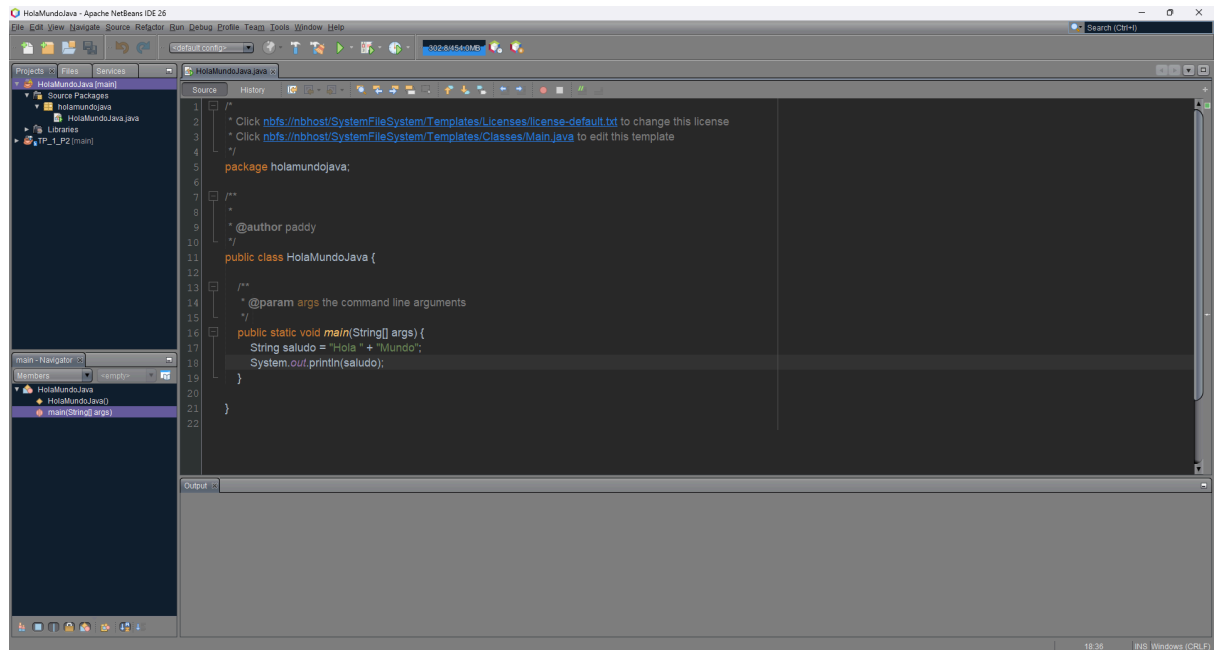 HolaMundoJava - Apache NetBeans IDE 26
File Edit View Navigate Source Refactor Run Debug Profile Team Tools Window Help
Search (Ctrl+I)
<default config>
302.8/454.0MB
Projects Files Services
HolaMundoJava [main]
Source Packages
holamundojava
HolaMundoJava.java
Libraries
TP_1_P2 [main]
HolaMundoJava.java
Source History
1 /*
2 * Click nbfs://nbhost/SystemFileSystem/Templates/Licenses/license-default.txt to change this license
3 * Click nbfs://nbhost/SystemFileSystem/Templates/Classes/Main.java to edit this template
4 */
5 package holamundojava;
6
7 /**
8 *
9 * @author paddy
10 */
11 public class HolaMundoJava {
12
13 /**
14 * @param args the command line arguments
15 */
16 public static void main(String[] args) {
17 String saludo = "Hola " + "Mundo";
18 System.out.println(saludo);
19 }
20
21 }
22
main - Navigator
Members <empty>
HolaMundoJava
HolaMundoJava()
main(String[] args)
Output
18:36 INS Windows (CRLF)